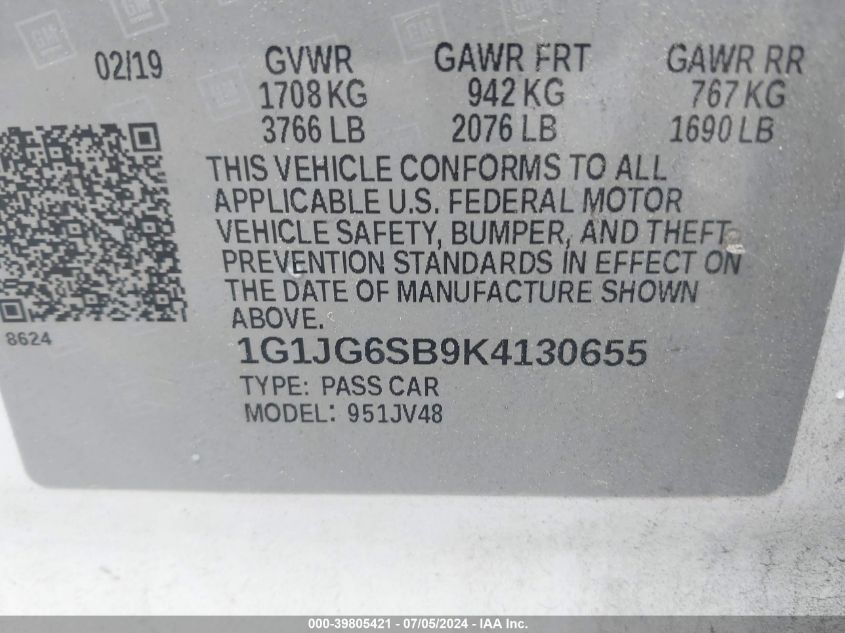 02/19 GVWR GAWR FRT GAWR RR
1708 KG 942 KG 767 KG
3766 LB 2076 LB 1690 LB
THIS VEHICLE CONFORMS TO ALL
APPLICABLE U.S. FEDERAL MOTOR
VEHICLE SAFETY, BUMPER, AND THEFT
PREVENTION STANDARDS IN EFFECT ON
THE DATE OF MANUFACTURE SHOWN
ABOVE.
8624
1G1JG6SB9K4130655
TYPE: PASS CAR
MODEL: 951JV48
000-39805421 - 07/05/2024 - IAA Inc.